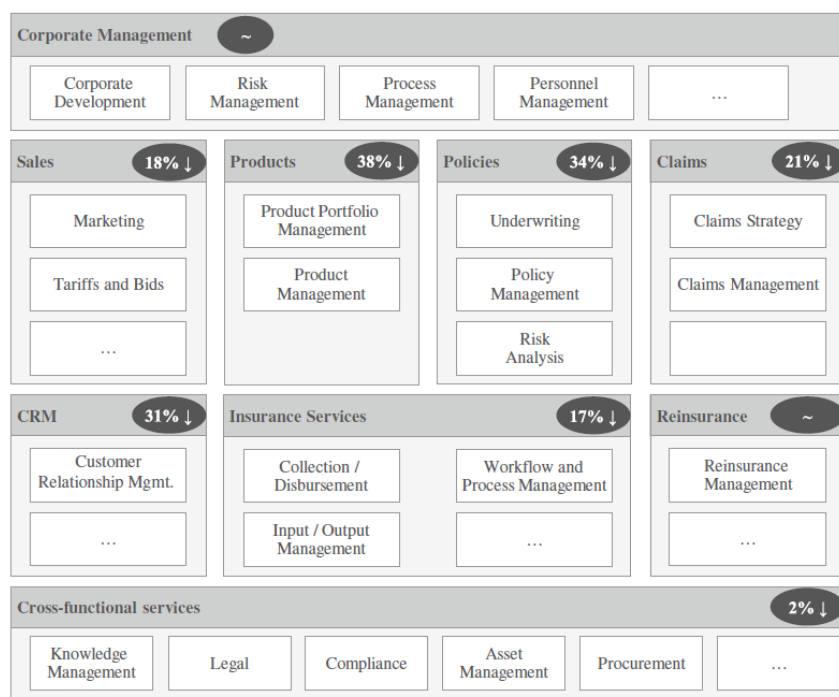 Corporate Management ~
Corporate
Development
Risk
Management
Process
Management
Personnel
Management
…
Sales 18% ↓
Marketing
Tariffs and Bids
…
Products 38% ↓
Product Portfolio
Management
Product
Management
Policies 34% ↓
Underwriting
Policy
Management
Risk
Analysis
Claims 21% ↓
Claims Strategy
Claims Management
CRM 31% ↓
Customer
Relationship Mgmt.
…
Insurance Services 17% ↓
Collection /
Disbursement
Workflow and
Process Management
Input / Output
Management
…
Reinsurance ~
Reinsurance
Management
…
Cross-functional services 2% ↓
Knowledge
Management
Legal
Compliance
Asset
Management
Procurement
…